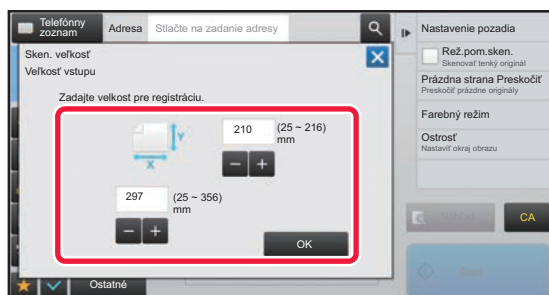 Telefónny
zoznam
Adresa
Stlačte na zadanie adresy
Sken. veľkosť
Veľkosť vstupu
Zadajte velkost pre registráciu.
Y
X
210
(25 ~ 216)
mm
297
(25 ~ 356)
mm
OK
Ostatné
Nastavenie pozadia
Rež.pom.sken.
Skenovať tenký originál
Prázdna strana Preskočiť
Preskočiť prázdne originály
Farebný režim
Ostrosť
Nastaviť okraj obrazu
Náhľad
CA
Štart